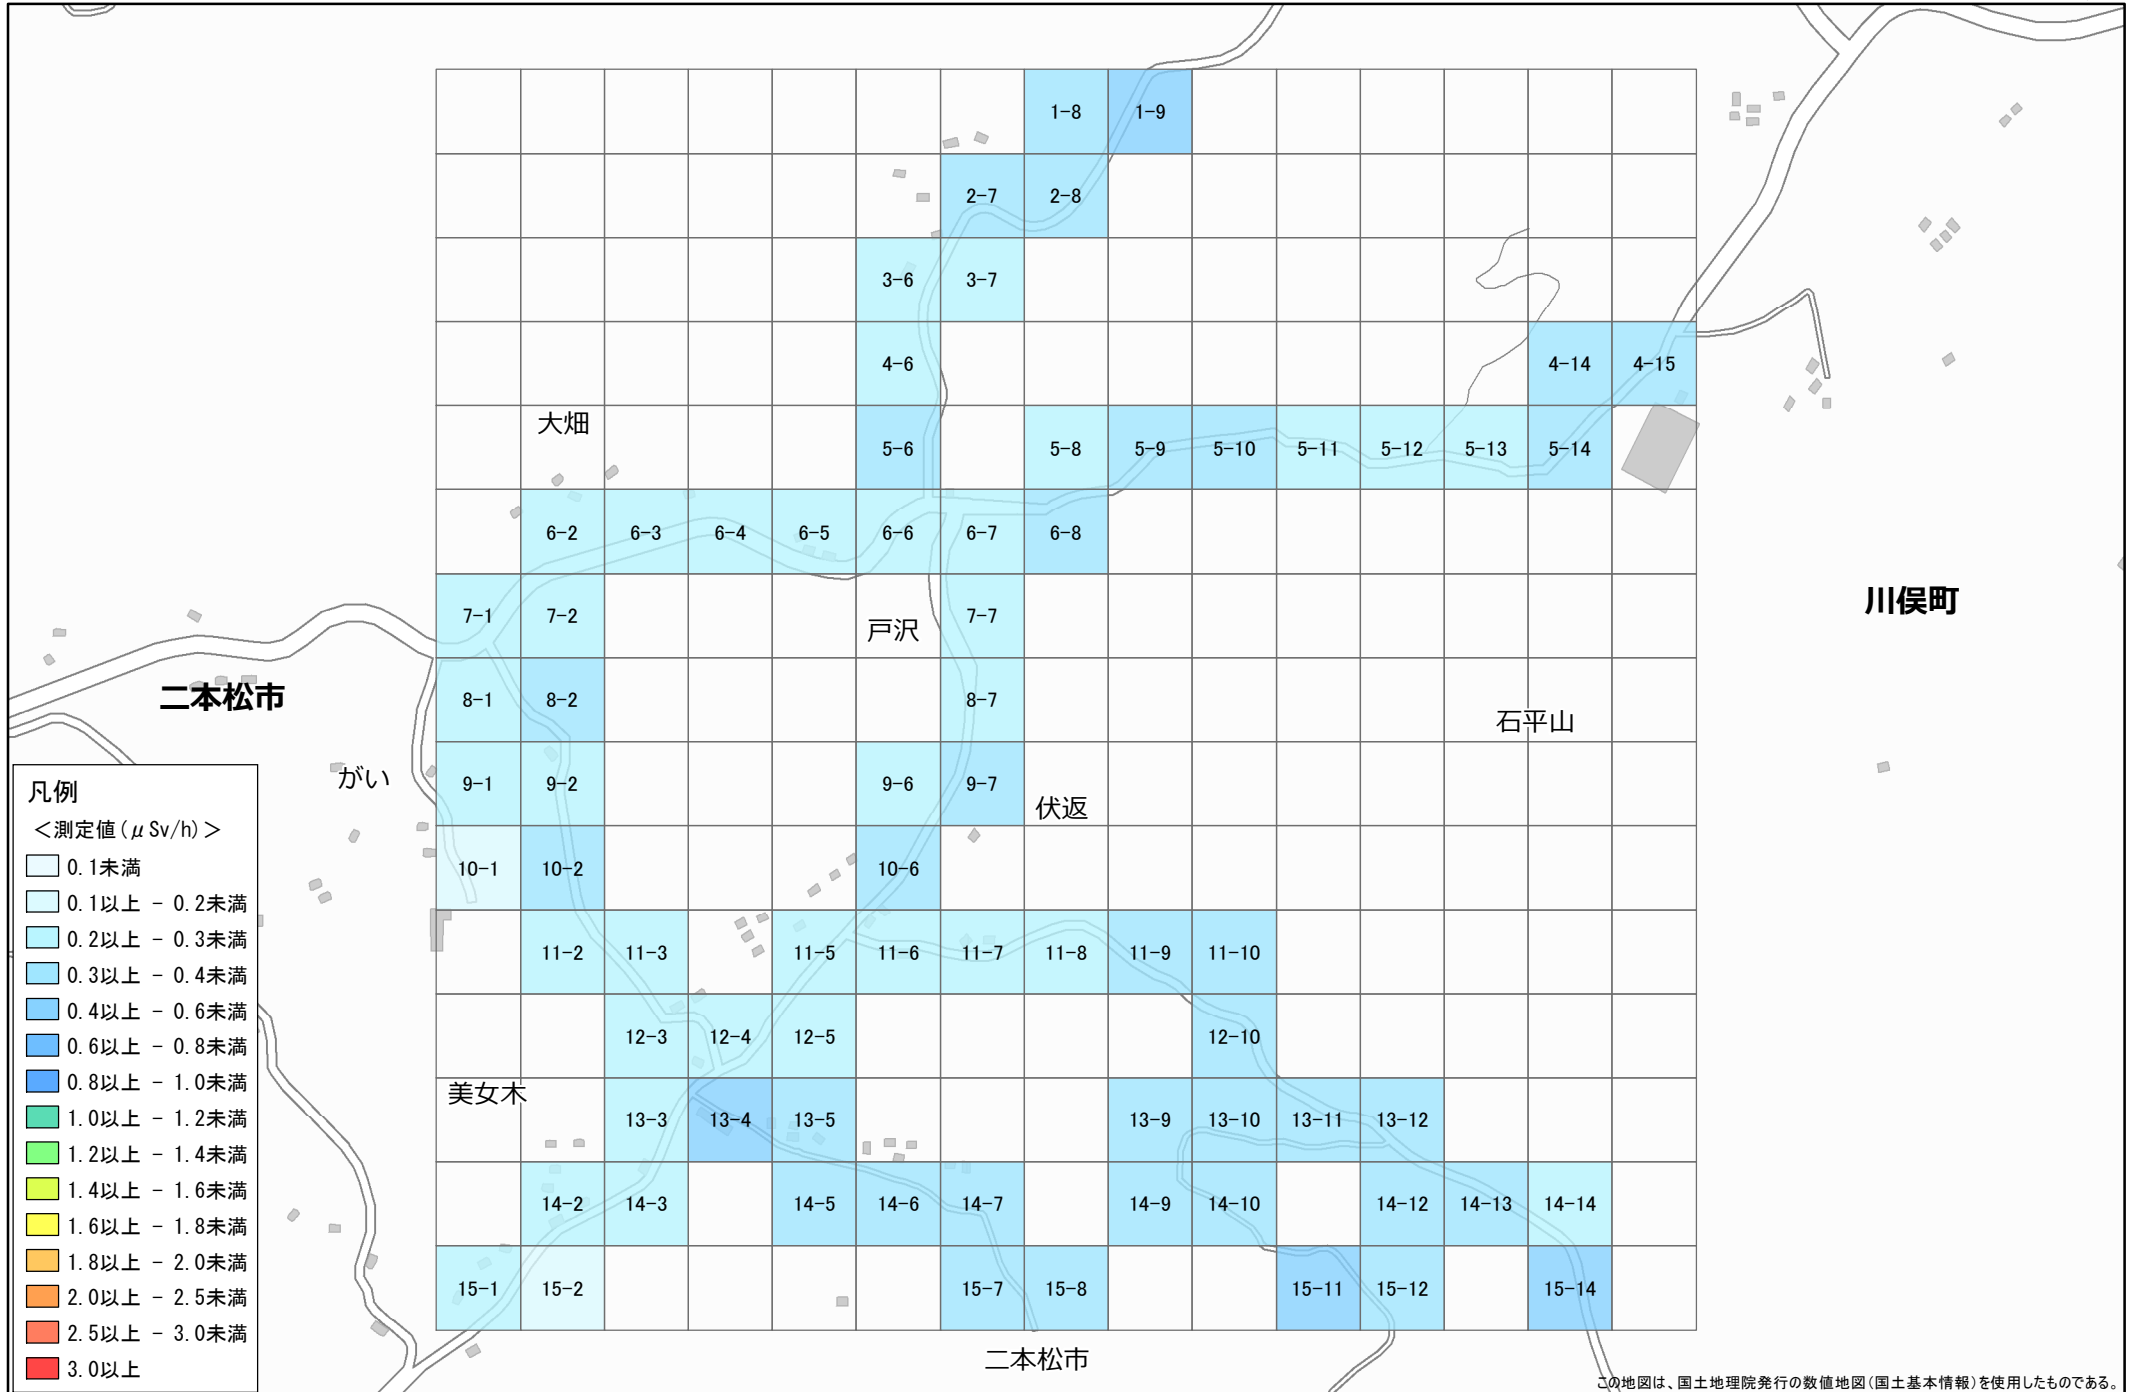 1-8 1-9
2-7 2-8
3-6 3-7
4-6 4-14 4-15
大畑
5-6 5-8 5-9 5-10 5-11 5-12 5-13 5-14
6-2 6-3 6-4 6-5 6-6 6-7 6-8
川俣町
7-1 7-2 7-7
戸沢
二本松市
8-1 8-2 8-7
石平山
がい
9-1 9-2 9-6 9-7
伏返
10-1 10-2 10-6
11-2 11-3 11-5 11-6 11-7 11-8 11-9 11-10
12-3 12-4 12-5 12-10
美女木
13-3 13-4 13-5 13-9 13-10 13-11 13-12
14-2 14-3 14-5 14-6 14-7 14-9 14-10 14-12 14-13 14-14
15-1 15-2 15-7 15-8 15-11 15-12 15-14
二本松市
凡例
＜測定値(μSv/h)＞
0.1未満
0.1以上 － 0.2未満
0.2以上 － 0.3未満
0.3以上 － 0.4未満
0.4以上 － 0.6未満
0.6以上 － 0.8未満
0.8以上 － 1.0未満
1.0以上 － 1.2未満
1.2以上 － 1.4未満
1.4以上 － 1.6未満
1.6以上 － 1.8未満
1.8以上 － 2.0未満
2.0以上 － 2.5未満
2.5以上 － 3.0未満
3.0以上
この地図は、国土地理院発行の数値地図(国土基本情報)を使用したものである。